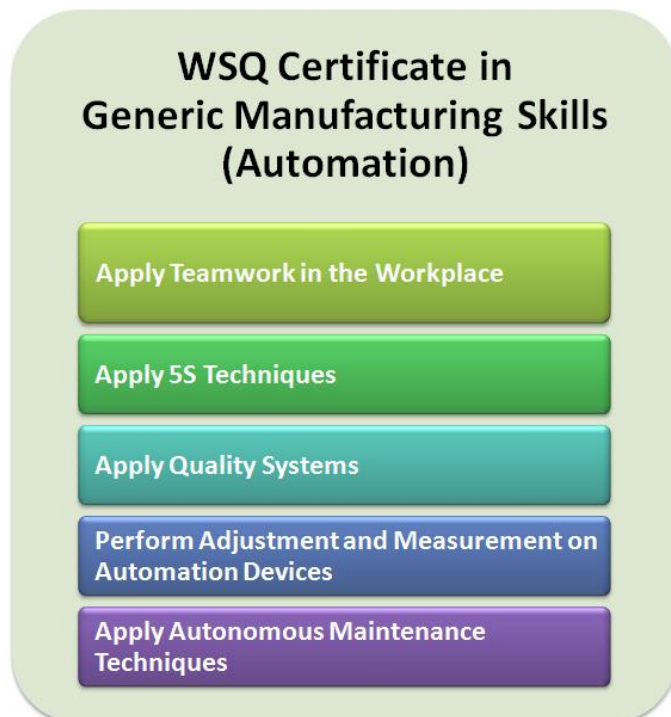 WSQ Certificate in
Generic Manufacturing Skills
(Automation)
Apply Teamwork in the Workplace
Apply 5S Techniques
Apply Quality Systems
Perform Adjustment and Measurement on
Automation Devices
Apply Autonomous Maintenance
Techniques